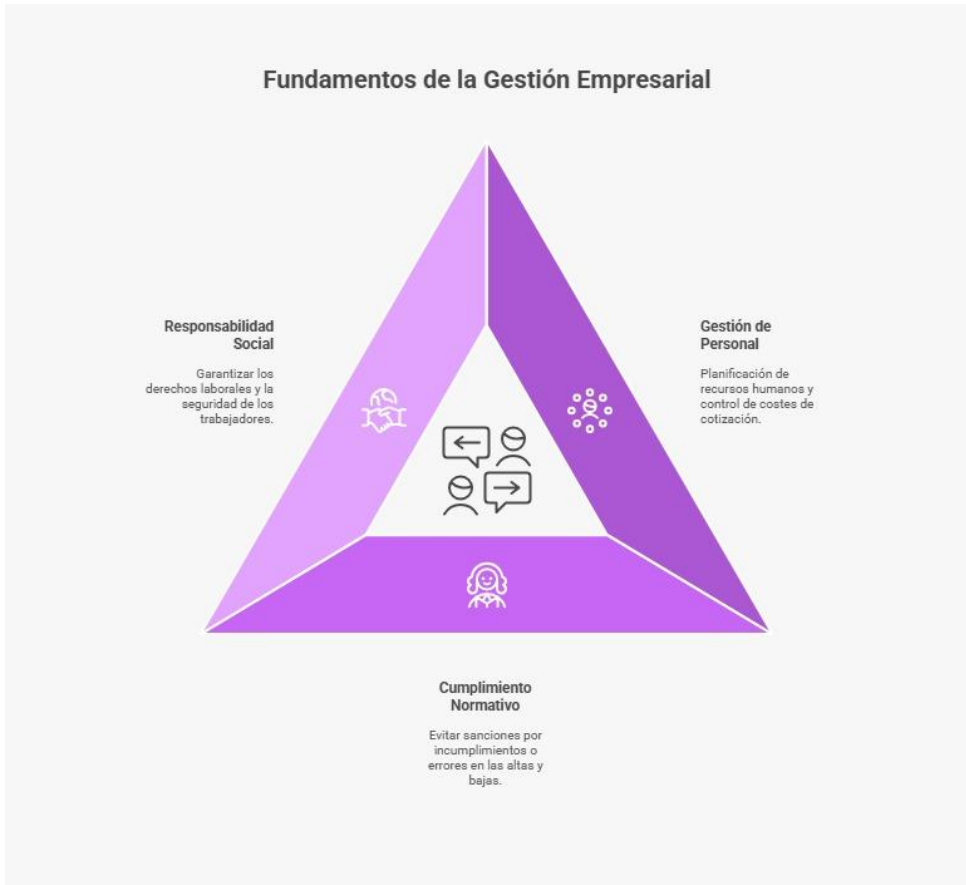 Fundamentos de la Gestión Empresarial
Responsabilidad
Social
Garantizar los
derechos laborales y la
seguridad de los
trabajadores.
Gestión de
Personal
Planificación de
recursos humanos y
control de costes de
cotización.
Cumplimiento
Normativo
Evitar sanciones por
incumplimientos o
errores en las altas y
bajas.